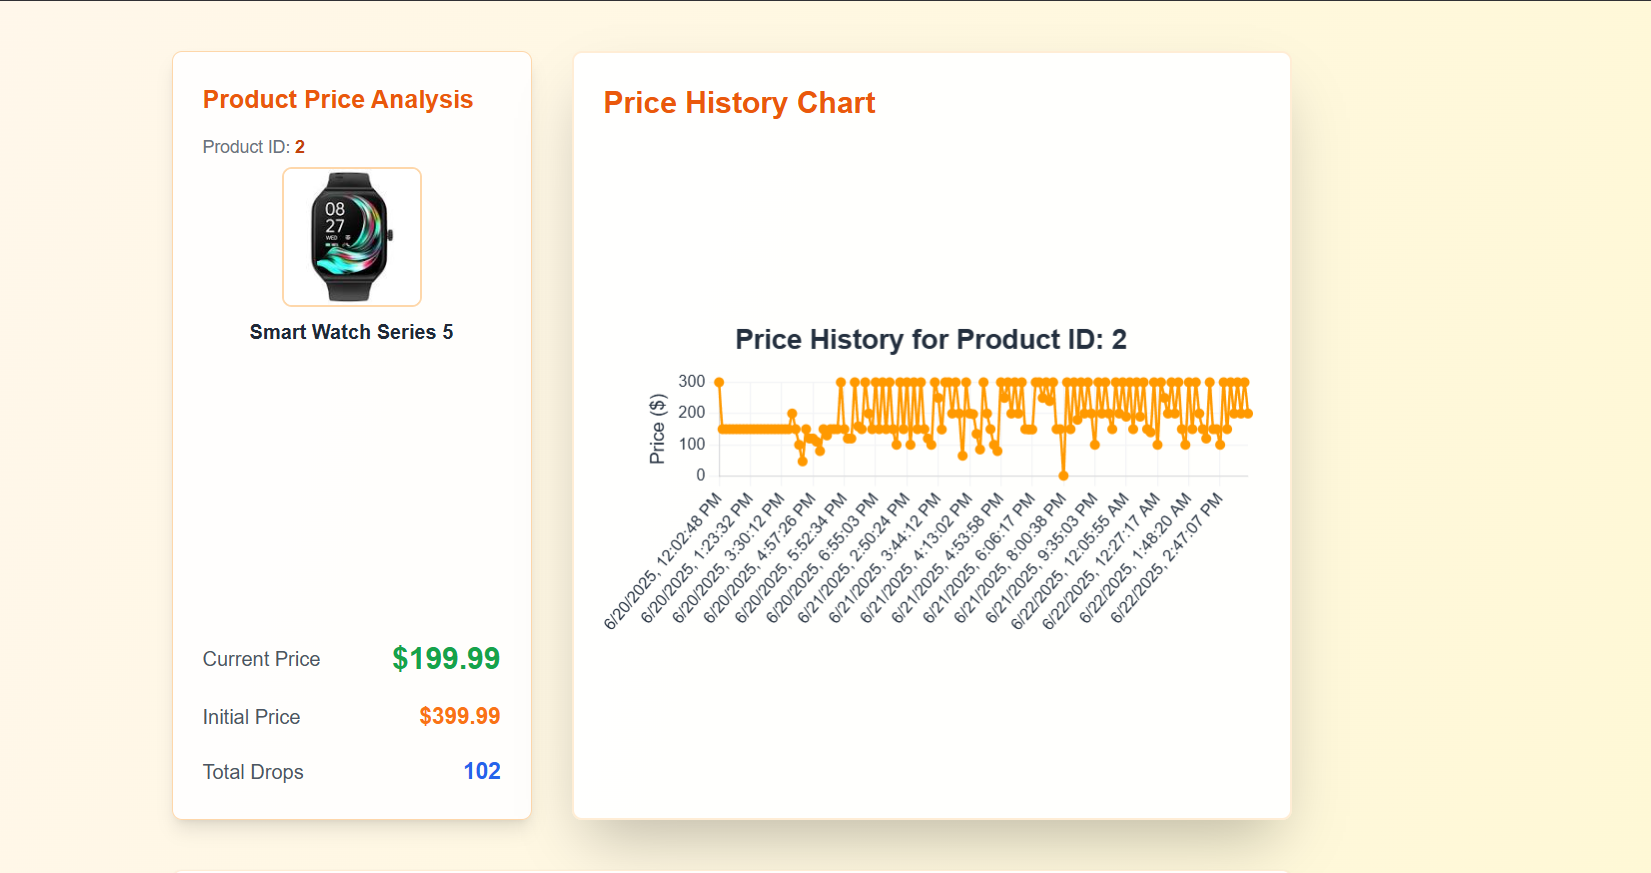 Product Price Analysis
Product ID: 2
08
27
WED
Smart Watch Series 5
Current Price $199.99
Initial Price $399.99
Total Drops 102
Price History Chart
Price History for Product ID: 2
Price ($)
300
200
100
0
6/20/2025, 12:02:48 PM
6/20/2025, 1:23:32 PM
6/20/2025, 3:30:12 PM
6/20/2025, 4:57:26 PM
6/20/2025, 5:52:34 PM
6/20/2025, 6:55:03 PM
6/21/2025, 2:50:24 PM
6/21/2025, 3:44:12 PM
6/21/2025, 4:13:02 PM
6/21/2025, 4:53:58 PM
6/21/2025, 6:06:17 PM
6/21/2025, 8:00:38 PM
6/21/2025, 9:35:03 PM
6/22/2025, 12:05:55 AM
6/22/2025, 12:27:17 AM
6/22/2025, 1:48:20 AM
6/22/2025, 2:47:07 PM